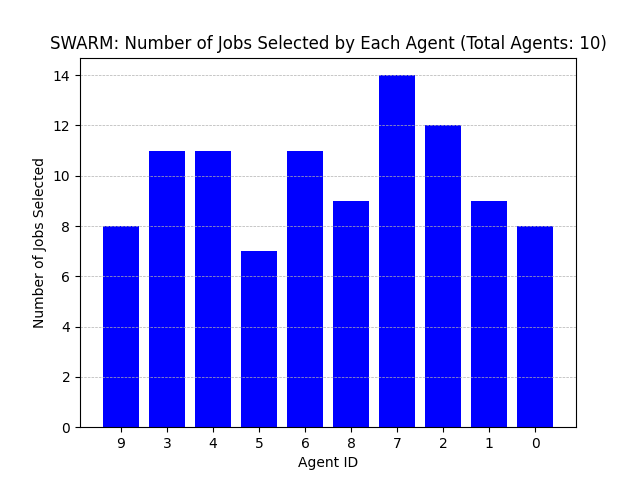 SWARM: Number of Jobs Selected by Each Agent (Total Agents: 10)
14
12
10
8
6
4
2
0
Number of Jobs Selected
9 3 4 5 6 8 7 2 1 0
Agent ID